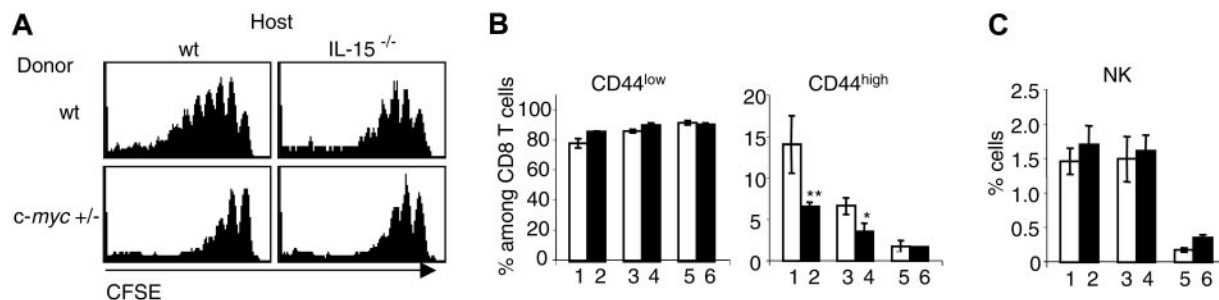 A
Host
wt
IL-15 -/-
Donor
wt
c-myc +/-
CFSE
B
CD44low
CD44high
% among CD8 T cells
100
80
60
40
20
0
1 2 3 4 5 6
20
15
10
5
0
**
*
1 2 3 4 5 6
C
NK
% cells
2.5
2.0
1.5
1.0
0.5
0
1 2 3 4 5 6